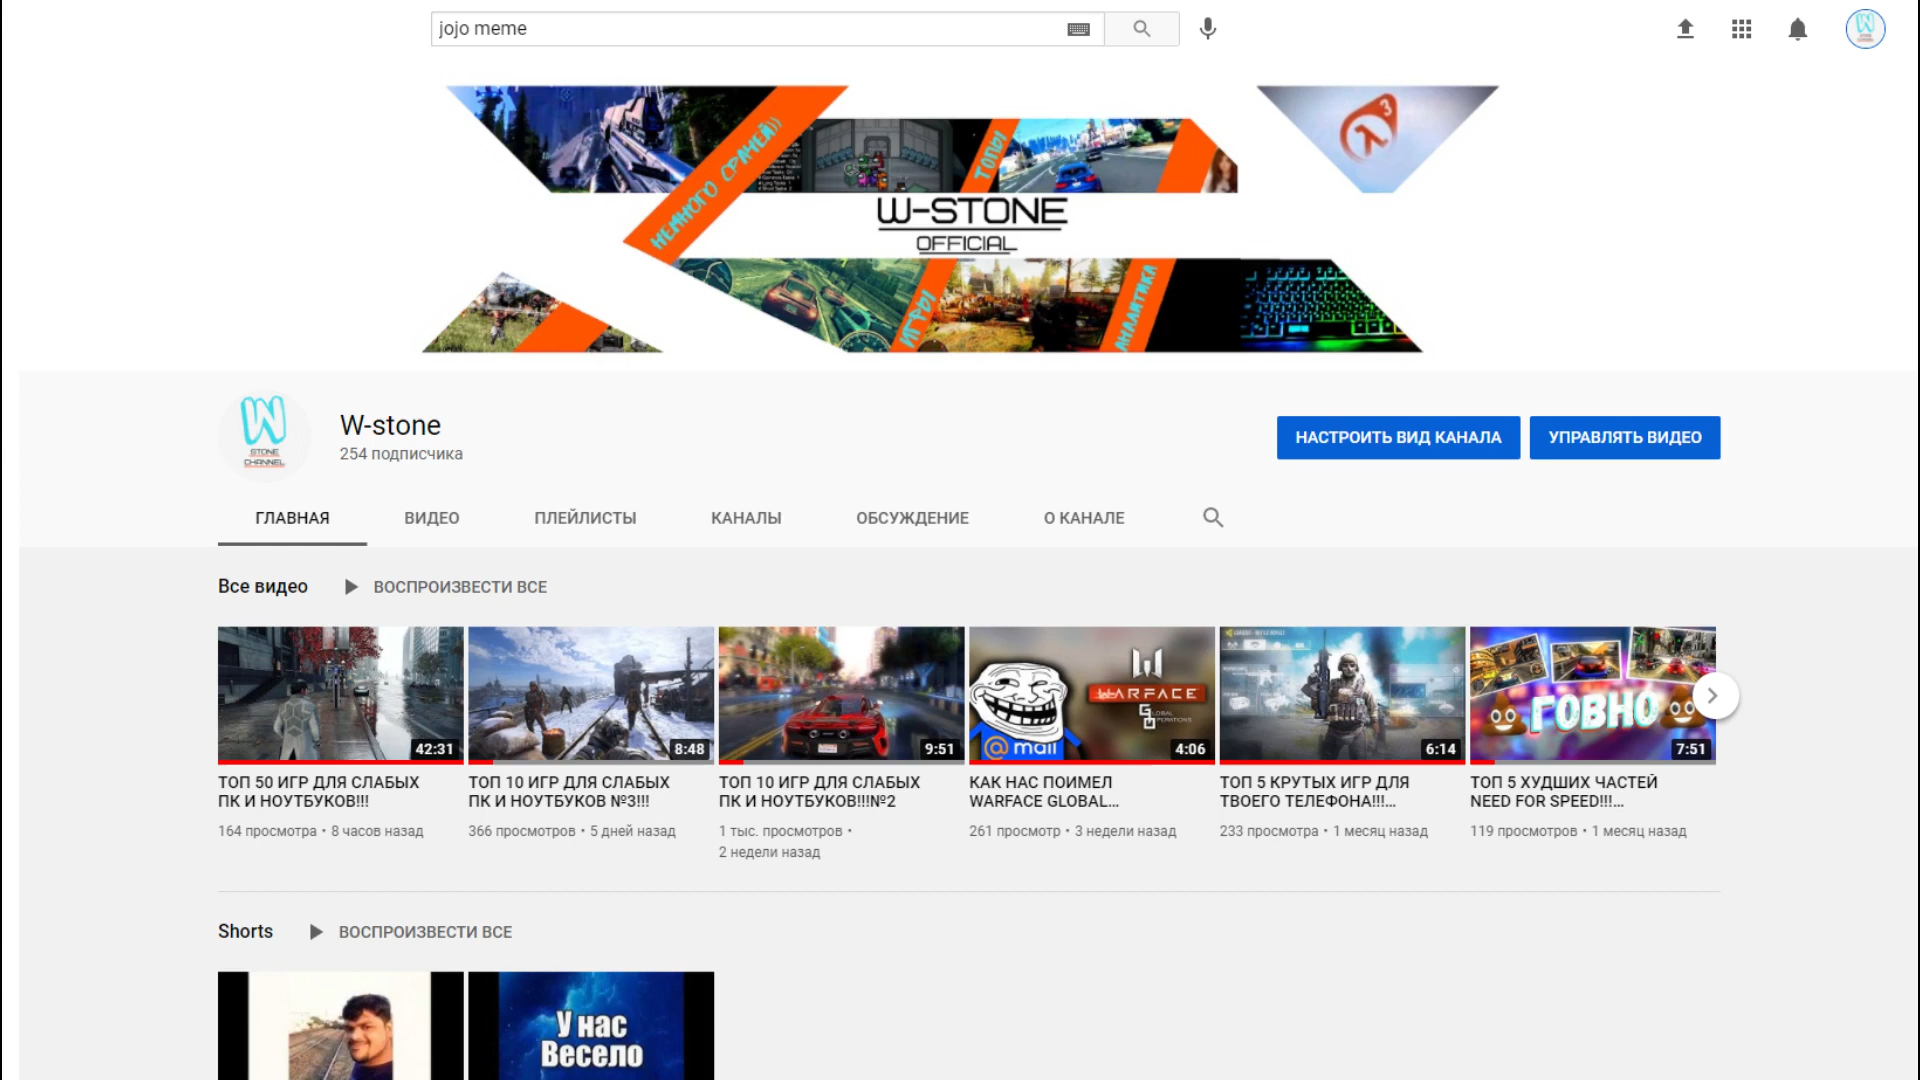 jojo meme
НЕМНОГО СРАЧЕЙ))
ТОПЫ
W-STONE
OFFICIAL
ИГРЫ
АНАЛИТИКА
3
W
STONE
CHANNEL
W-stone
254 подписчика
НАСТРОИТЬ ВИД КАНАЛА
УПРАВЛЯТЬ ВИДЕО
ГЛАВНАЯ
ВИДЕО
ПЛЕЙЛИСТЫ
КАНАЛЫ
ОБСУЖДЕНИЕ
О КАНАЛЕ
Все видео
ВОСПРОИЗВЕСТИ ВСЕ
42:31
8:48
9:51
WARFACE
GLOBAL
OPERATIONS
@mail
4:06
6:14
ГОВНО
7:51
ТОП 50 ИГР ДЛЯ СЛАБЫХ
ПК И НОУТБУКОВ!!!
164 просмотра • 8 часов назад
ТОП 10 ИГР ДЛЯ СЛАБЫХ
ПК И НОУТБУКОВ №3!!!
366 просмотров • 5 дней назад
ТОП 10 ИГР ДЛЯ СЛАБЫХ
ПК И НОУТБУКОВ!!!№2
1 тыс. просмотров •
2 недели назад
КАК НАС ПОИМЕЛ
WARFACE GLOBAL...
261 просмотр • 3 недели назад
ТОП 5 КРУТЫХ ИГР ДЛЯ
ТВОЕГО ТЕЛЕФОНА!!!...
233 просмотра • 1 месяц назад
ТОП 5 ХУДШИХ ЧАСТЕЙ
NEED FOR SPEED!!!...
119 просмотров • 1 месяц назад
Shorts
ВОСПРОИЗВЕСТИ ВСЕ
У нас
Весело